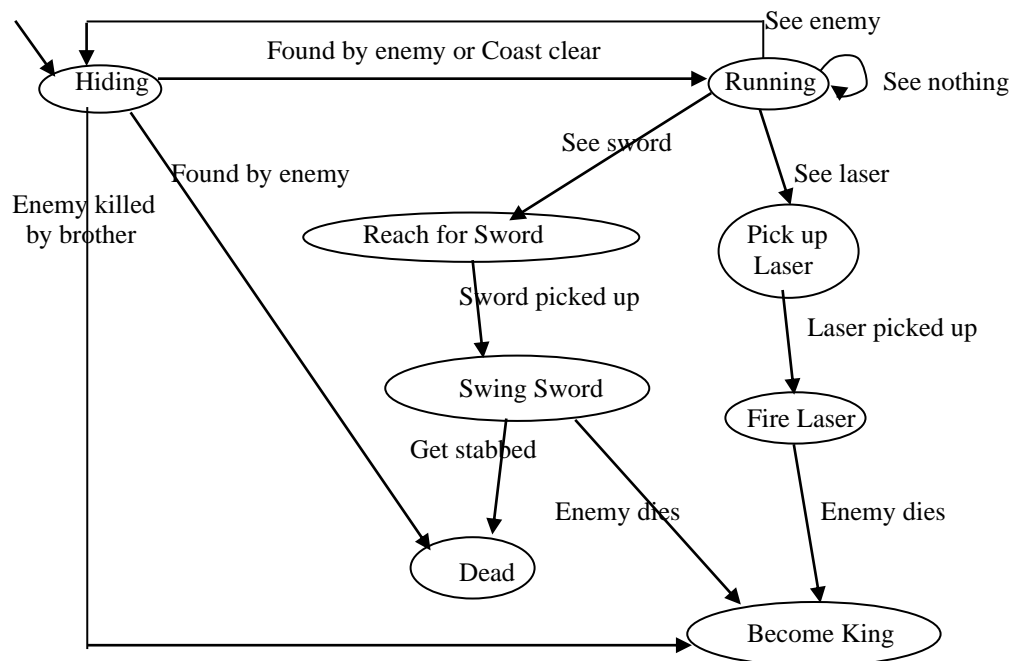 See enemy
Found by enemy or Coast clear
Hiding
Running
See nothing
See sword
Found by enemy
See laser
Enemy killed
by brother
Reach for Sword
Pick up
Laser
Sword picked up
Laser picked up
Swing Sword
Fire Laser
Get stabbed
Enemy dies
Enemy dies
Dead
Become King